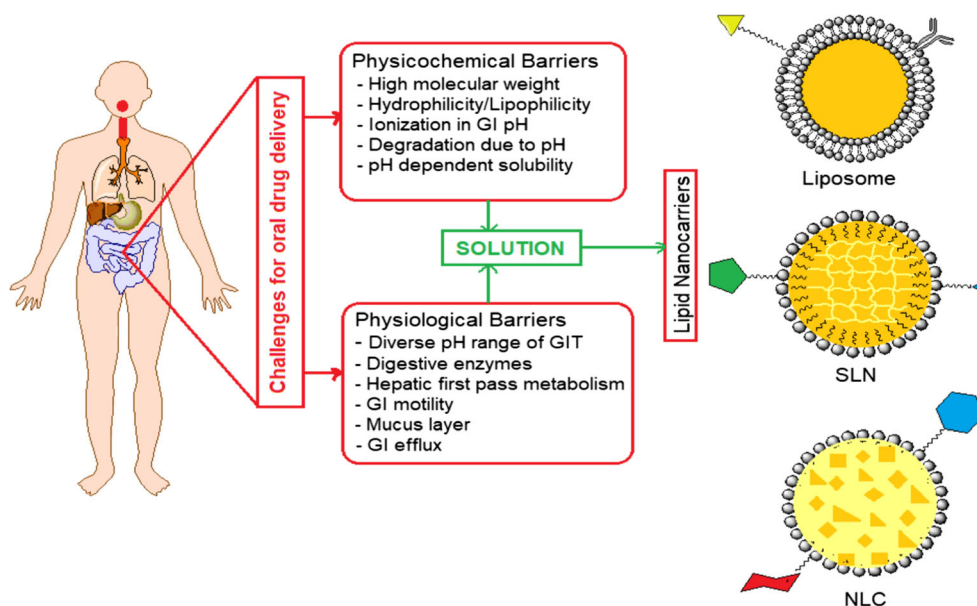 Challenges for oral drug delivery
Physicochemical Barriers
- High molecular weight
- Hydrophilicity/Lipophilicity
- Ionization in GI pH
- Degradation due to pH
- pH dependent solubility
SOLUTION
Physiological Barriers
- Diverse pH range of GIT
- Digestive enzymes
- Hepatic first pass metabolism
- GI motility
- Mucus layer
- GI efflux
Lipid Nanocarriers
Liposome
SLN
NLC